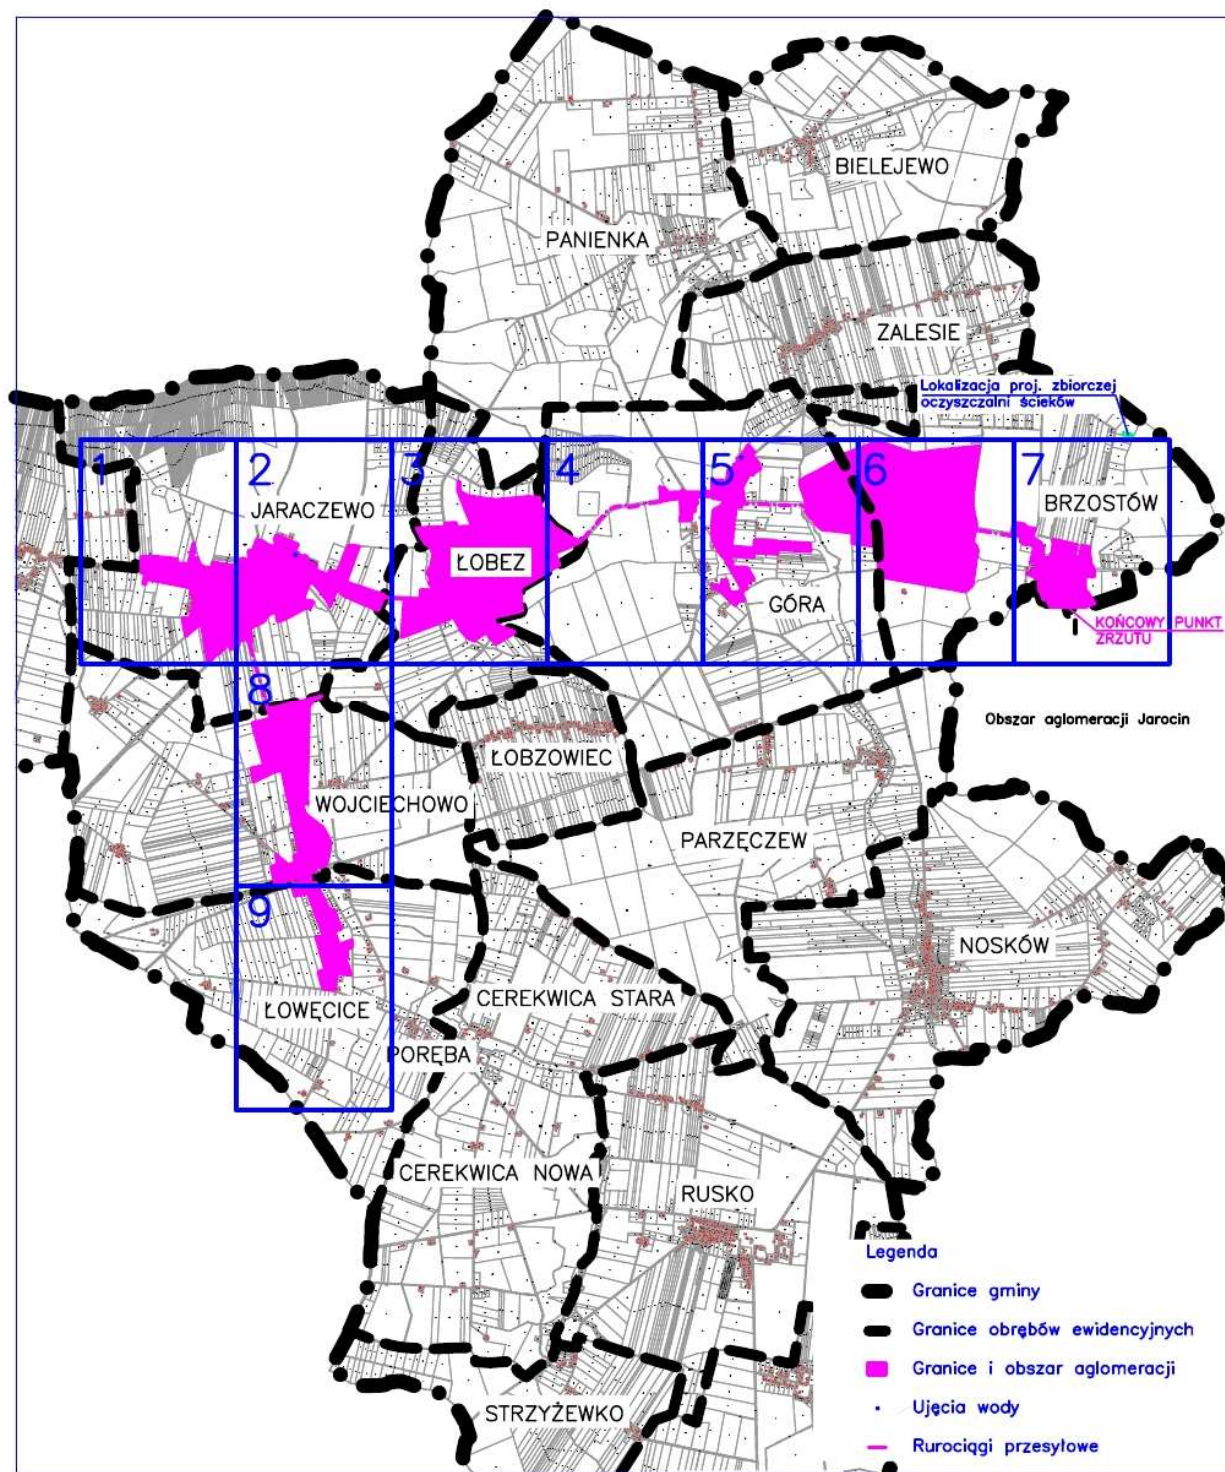 BIELEJEWO
PANIENKA
ZALESIE
Lokalizacja proj. zbiorczej
oczyszczalni ścieków
1
2
3
4
5
6
7
JARACZEWO
BRZOSTÓW
ŁOBEZ
GÓRA
KOŃCOWY PUNKT
ZRZUTU
8
Obszar aglomeracji Jarocin
ŁOBZOWIEC
WOJCIECHOWO
PARZĘCZEW
9
NOSKÓW
CEREKWICA STARA
ŁOWĘCICE
PORĘBA
CEREKWICA NOWA
RUSKO
Legenda
Granice gminy
Granice obrębów ewidencyjnych
Granice i obszar aglomeracji
Ujęcia wody
Rurociągi przesyłowe
STRZYŻEWKO